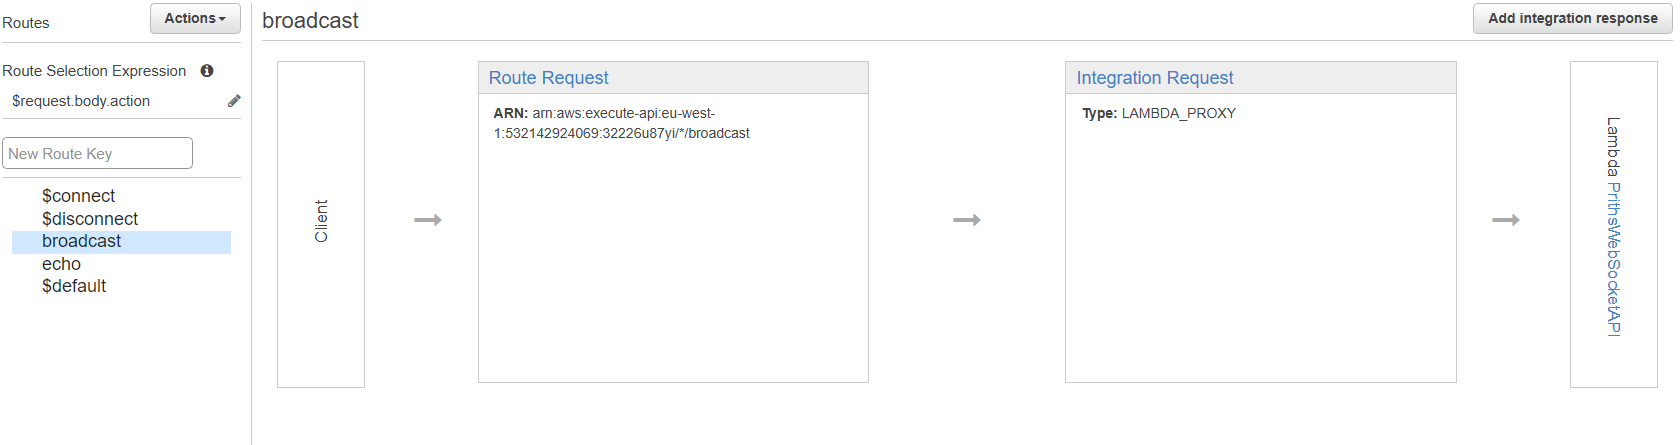 Routes
Actions
Route Selection Expression
$request.body.action
New Route Key
$connect
$disconnect
broadcast
echo
$default
broadcast
Add integration response
Client
Route Request
ARN: arn:aws:execute-api:eu-west-
1:532142924069:32226u87yi/*/broadcast
Integration Request
Type: LAMBDA_PROXY
Lambda PrithsWebSocketAPI